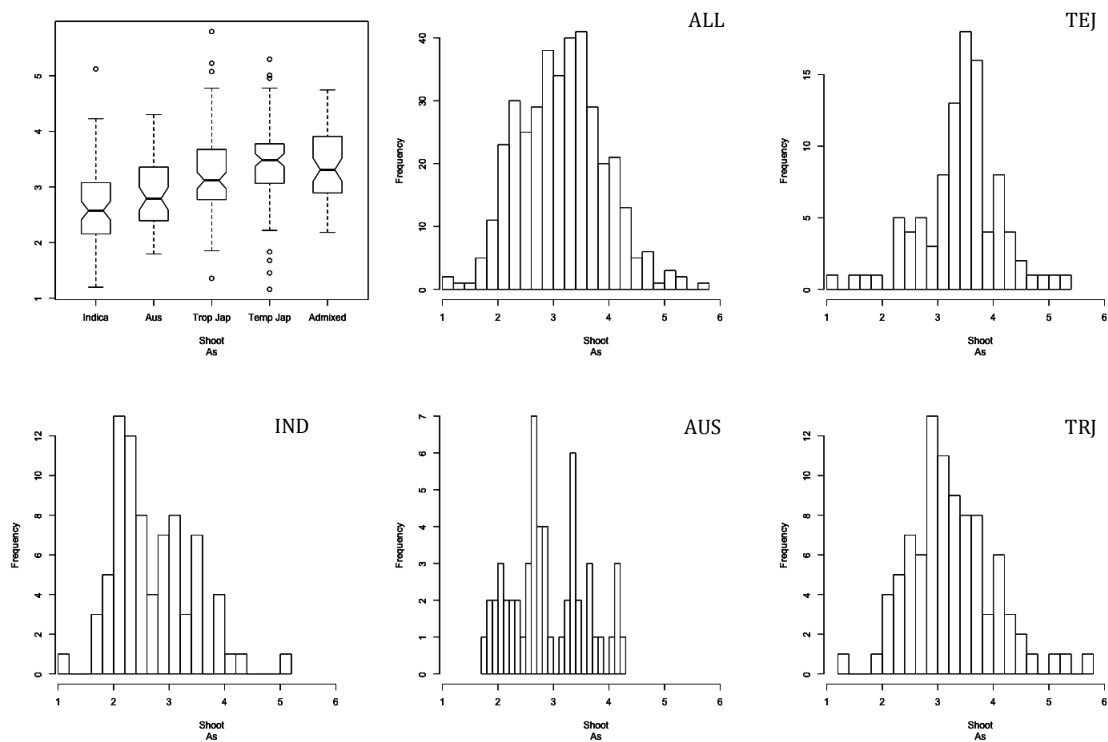 5
4
3
2
1
Indica Aus Trop Jap Temp Jap Admixed
Shoot
As
ALL
Frequency
40
30
20
10
0
1 2 3 4 5 6
Shoot
As
TEJ
Frequency
15
10
5
0
1 2 3 4 5 6
Shoot
As
IND
Frequency
12
10
8
6
4
2
0
1 2 3 4 5 6
Shoot
As
AUS
Frequency
7
6
5
4
3
2
1
0
1 2 3 4 5 6
Shoot
As
TRJ
Frequency
12
10
8
6
4
2
0
1 2 3 4 5 6
Shoot
As